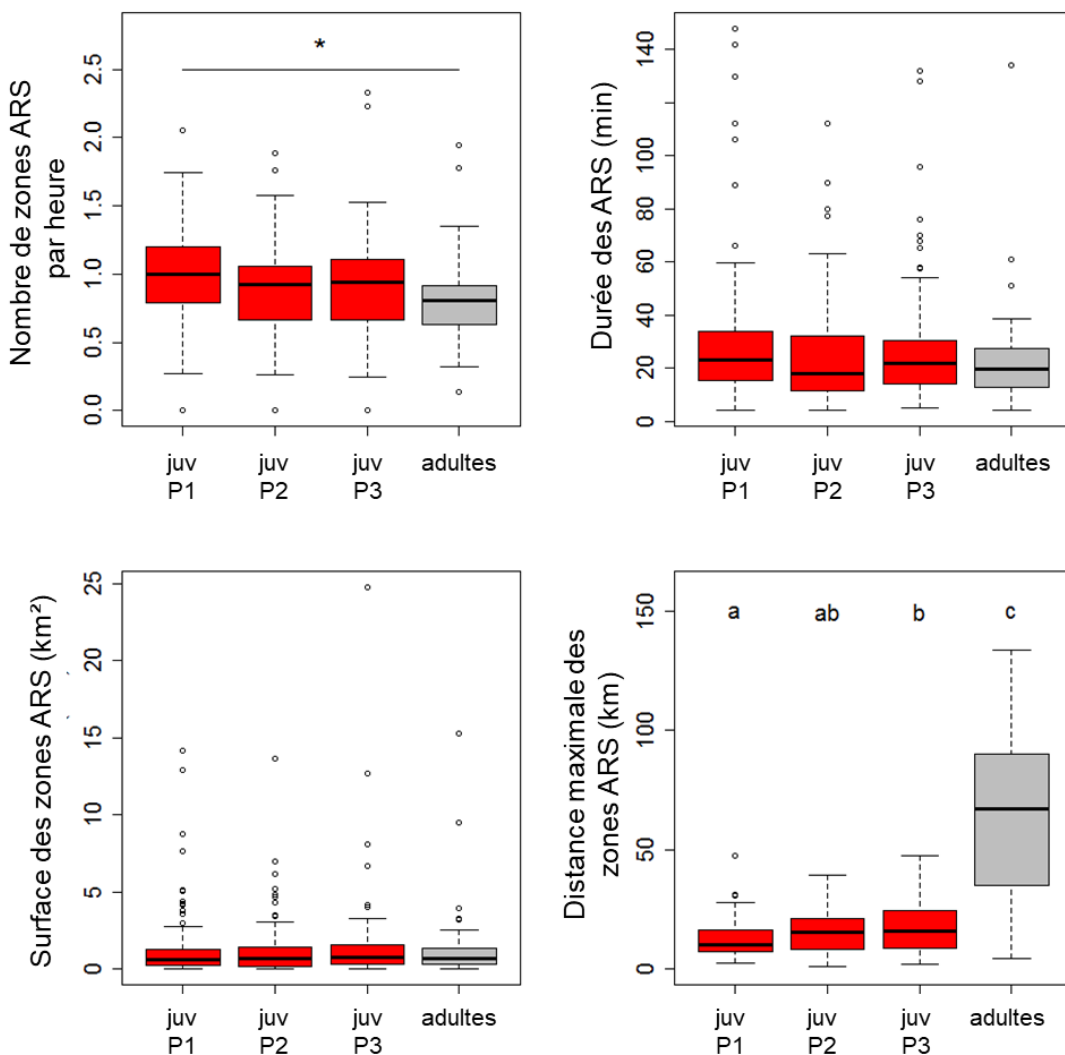 Nombre de zones ARS
par heure
0.0 0.5 1.0 1.5 2.0 2.5
*
juv juv juv adultes
P1 P2 P3
Durée des ARS (min)
0 20 40 60 80 100 140
juv juv juv adultes
P1 P2 P3
Surface des zones ARS (km²)
0 5 10 15 20 25
juv juv juv adultes
P1 P2 P3
Distance maximale des
zones ARS (km)
0 50 100 150
a ab b c
juv juv juv adultes
P1 P2 P3